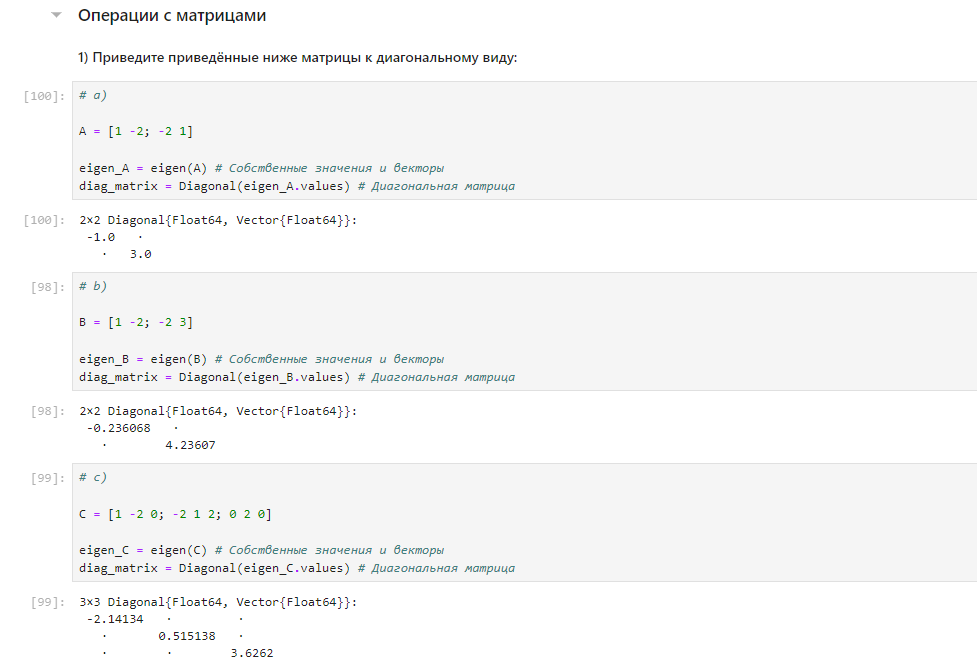 Операции с матрицами
1) Приведите приведённые ниже матрицы к диагональному виду:
[100]: # a)
A = [1 -2; -2 1]
eigen_A = eigen(A) # Собственные значения и векторы
diag_matrix = Diagonal(eigen_A.values) # Диагональная матрица
[100]: 2×2 Diagonal{Float64, Vector{Float64}}:
-1.0 ⋅
⋅ 3.0
[98]: # b)
B = [1 -2; -2 3]
eigen_B = eigen(B) # Собственные значения и векторы
diag_matrix = Diagonal(eigen_B.values) # Диагональная матрица
[98]: 2×2 Diagonal{Float64, Vector{Float64}}:
-0.236068 ⋅
⋅ 4.23607
[99]: # c)
C = [1 -2 0; -2 1 2; 0 2 0]
eigen_C = eigen(C) # Собственные значения и векторы
diag_matrix = Diagonal(eigen_C.values) # Диагональная матрица
[99]: 3×3 Diagonal{Float64, Vector{Float64}}:
-2.14134 ⋅ ⋅
⋅ 0.515138 ⋅
⋅ ⋅ 3.6262